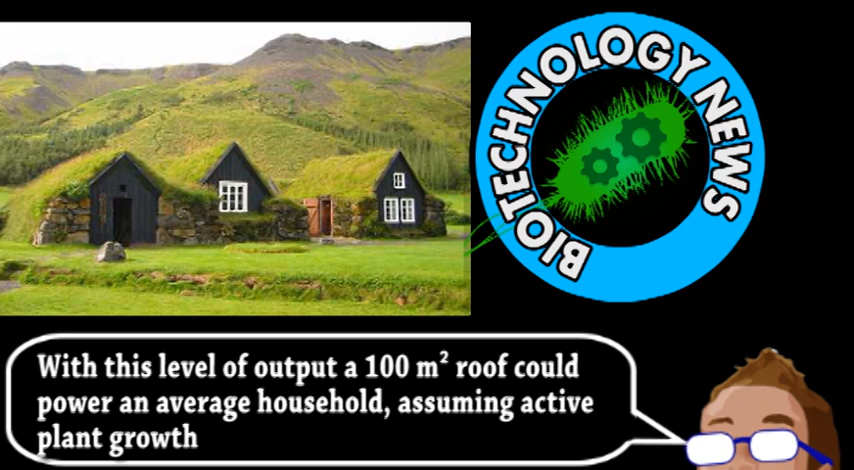 BIOTECHNOLOGY NEWS
With this level of output a 100 m² roof could
power an average household, assuming active
plant growth